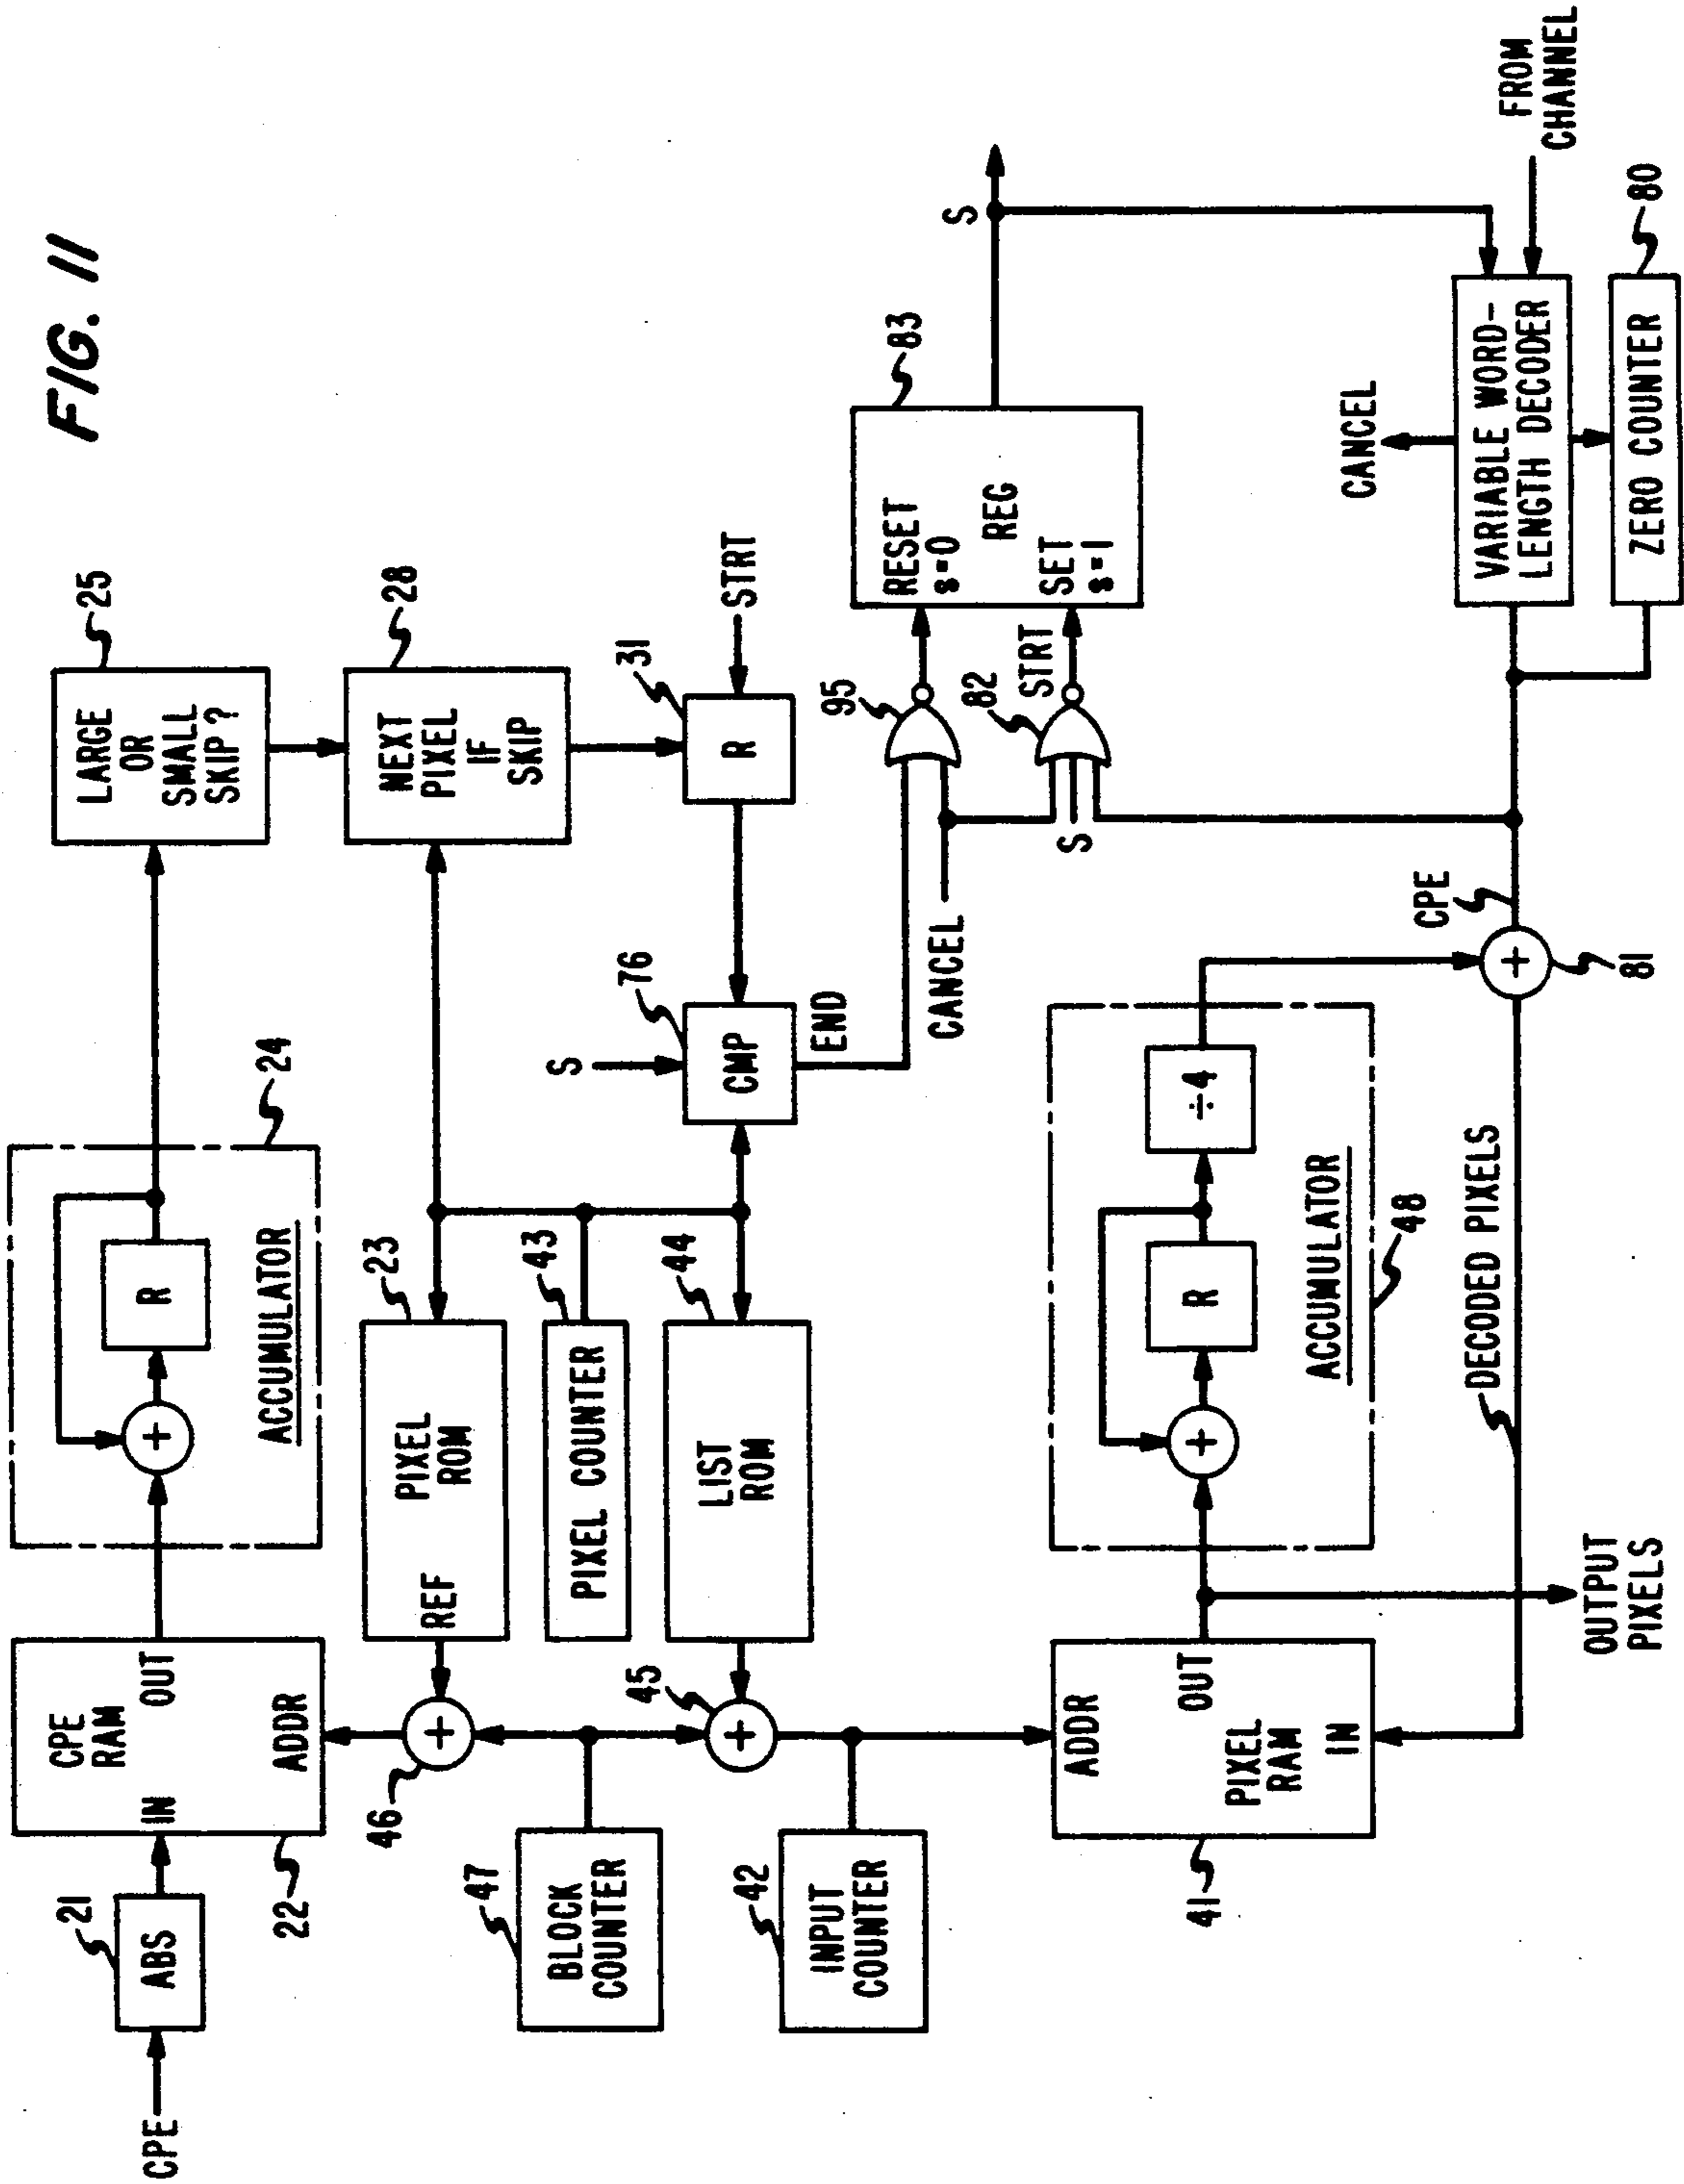 FIG. 11
CPE
21
ABS
IN
CPE
RAM
OUT
ADDR
22
24
R
ACCUMULATOR
25
LARGE
OR
SMALL
SKIP?
28
NEXT
PIXEL
IF
SKIP
46
REF
PIXEL
ROM
23
47
BLOCK
COUNTER
PIXEL COUNTER
43
45
LIST
ROM
44
42
INPUT
COUNTER
S
76
CMP
END
31
R
STRT
CANCEL
95
82
S
STRT
83
RESET
s=0
REG
SET
s=1
S
41
ADDR
OUT
PIXEL
RAM
IN
OUTPUT
PIXELS
R
÷4
ACCUMULATOR
48
DECODED PIXELS
81
CPE
CANCEL
VARIABLE WORD-
LENGTH DECODER
ZERO COUNTER
80
FROM
CHANNEL